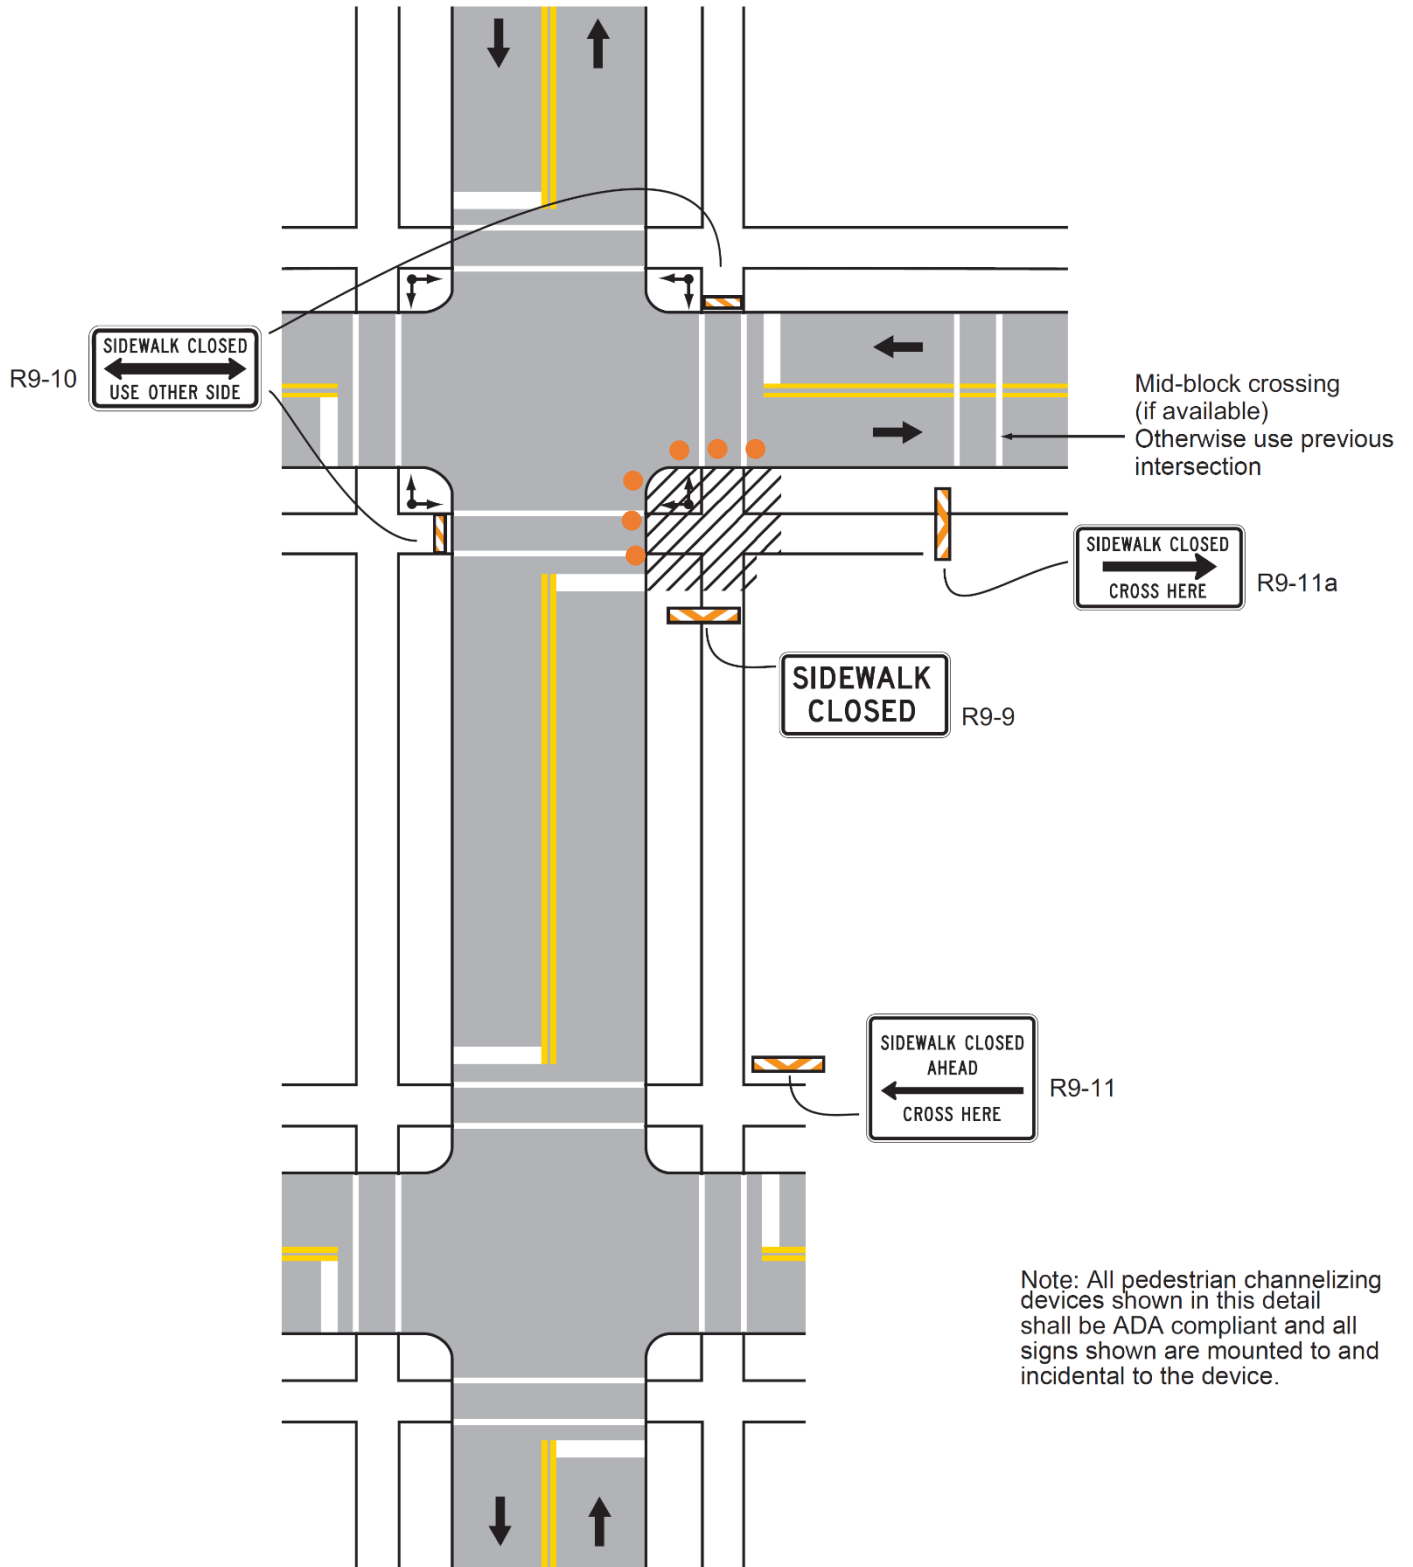 R9-10
SIDEWALK CLOSED
USE OTHER SIDE
Mid-block crossing
(if available)
Otherwise use previous
intersection
SIDEWALK CLOSED
CROSS HERE
R9-11a
SIDEWALK
CLOSED
R9-9
SIDEWALK CLOSED
AHEAD
CROSS HERE
R9-11
Note: All pedestrian channelizing
devices shown in this detail
shall be ADA compliant and all
signs shown are mounted to and
incidental to the device.